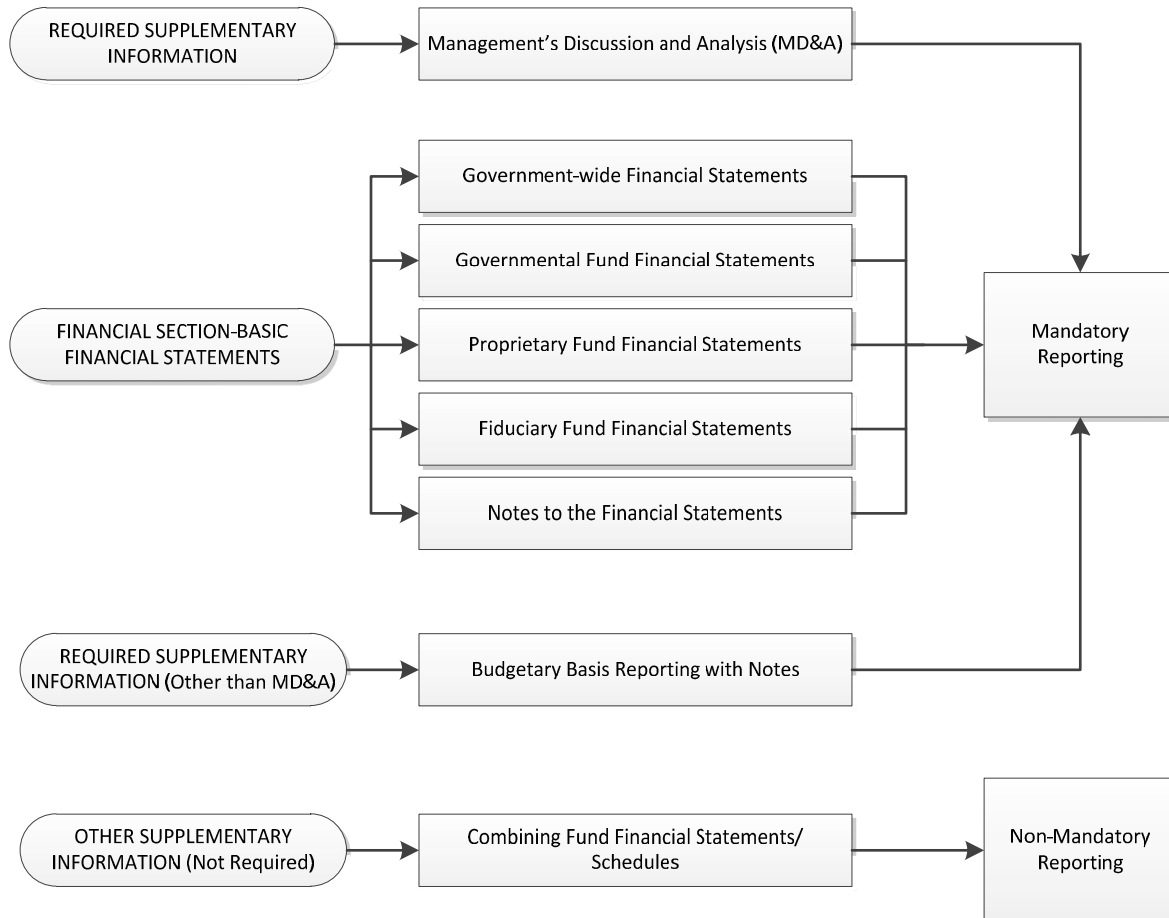 REQUIRED SUPPLEMENTARY
INFORMATION
Management’s Discussion and Analysis (MD&A)
Government-wide Financial Statements
Governmental Fund Financial Statements
FINANCIAL SECTION-BASIC
FINANCIAL STATEMENTS
Proprietary Fund Financial Statements
Mandatory
Reporting
Fiduciary Fund Financial Statements
Notes to the Financial Statements
REQUIRED SUPPLEMENTARY
INFORMATION (Other than MD&A)
Budgetary Basis Reporting with Notes
OTHER SUPPLEMENTARY
INFORMATION (Not Required)
Combining Fund Financial Statements/
Schedules
Non-Mandatory
Reporting